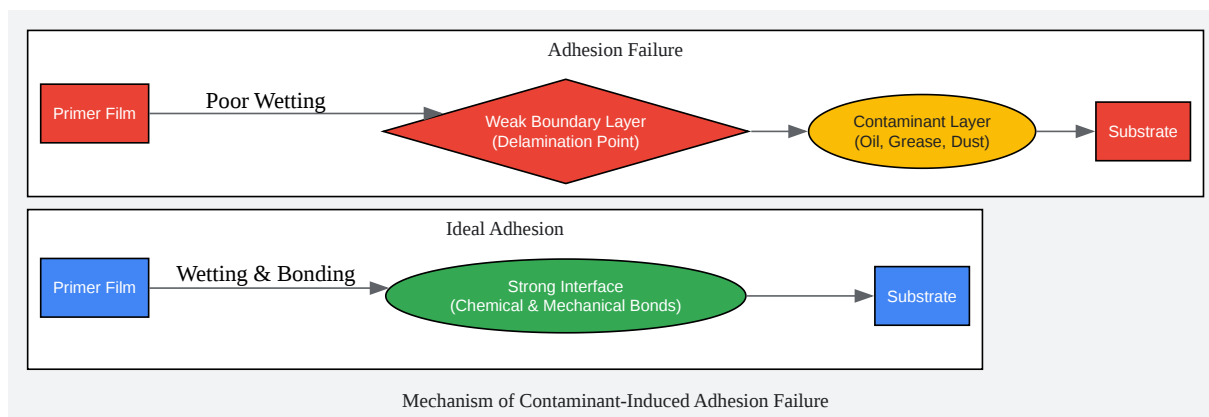 Adhesion Failure
Primer Film
Poor Wetting
Weak Boundary Layer
(Delamination Point)
Contaminant Layer
(Oil, Grease, Dust)
Substrate
Ideal Adhesion
Primer Film
Wetting & Bonding
Strong Interface
(Chemical & Mechanical Bonds)
Substrate
Mechanism of Contaminant-Induced Adhesion Failure